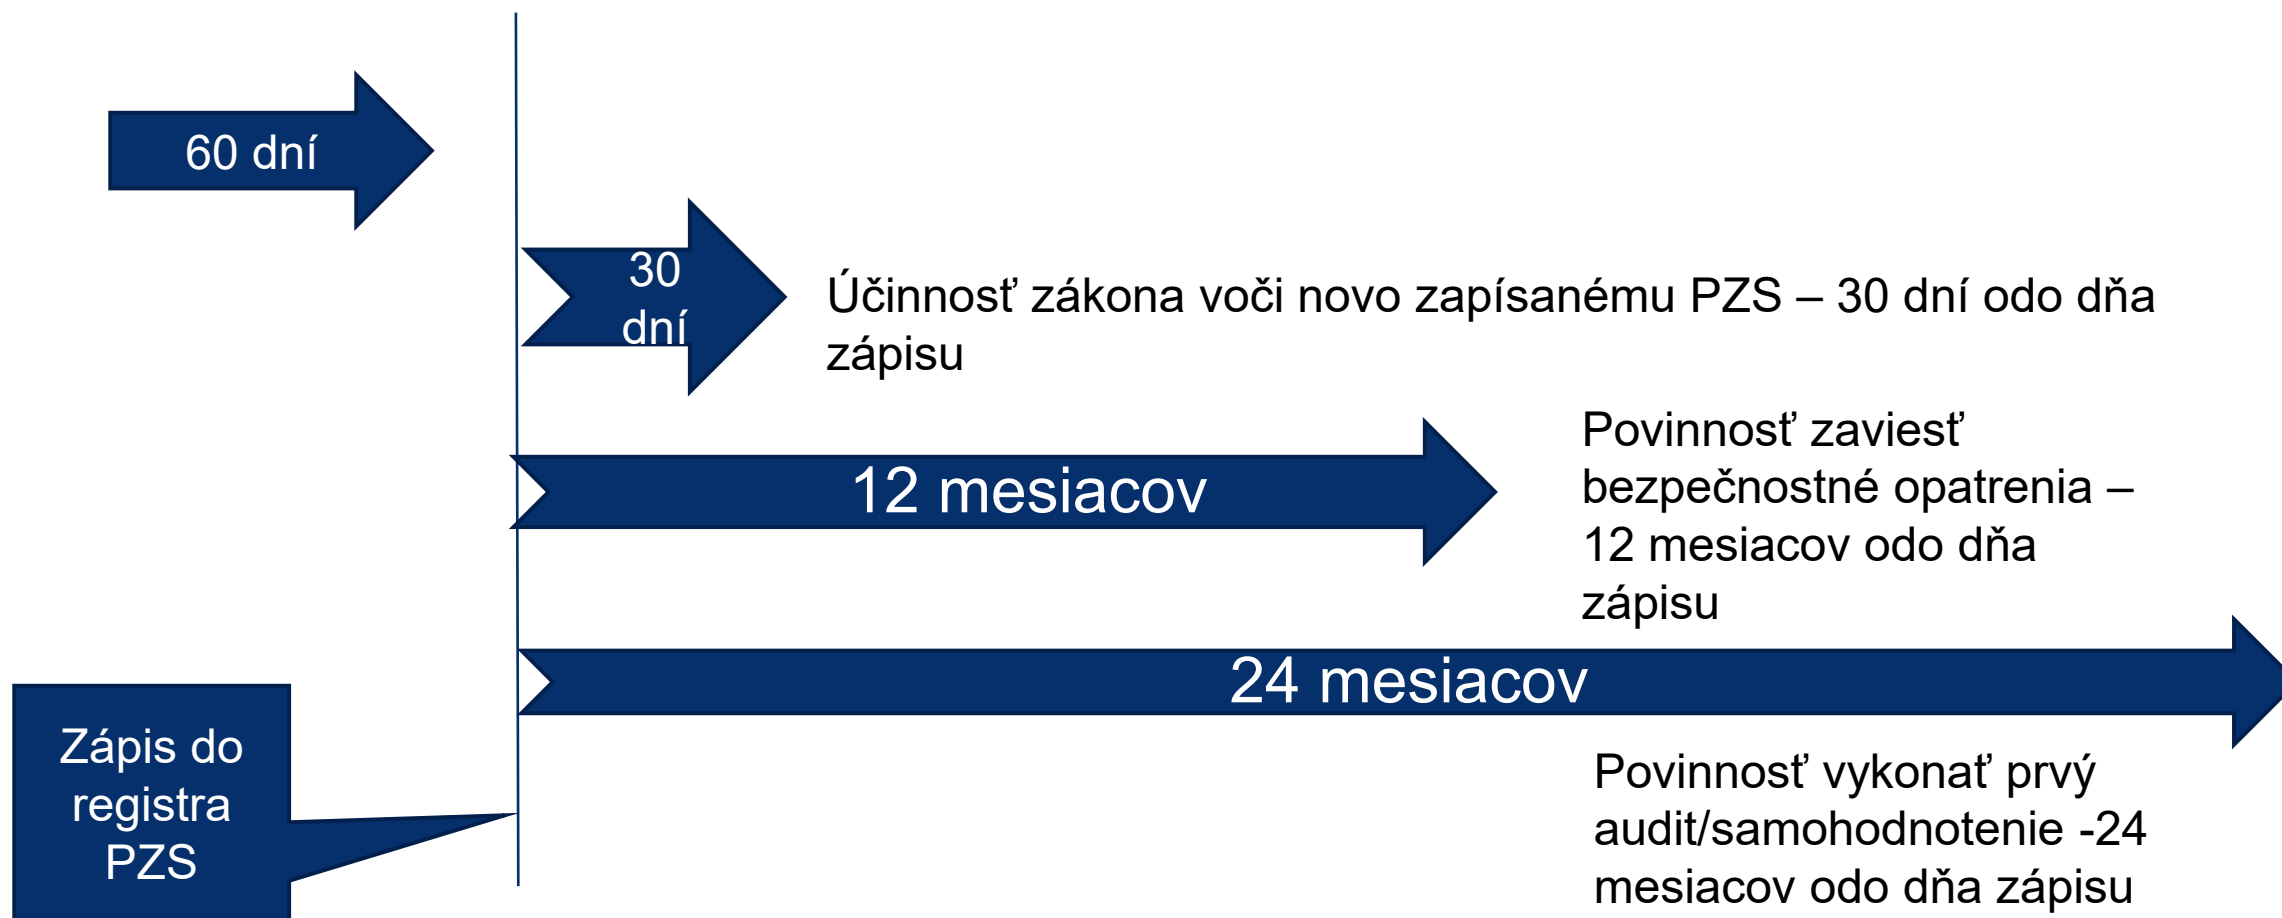 60 dní
30
dní
Účinnosť zákona voči novo zapísanému PZS – 30 dní odo dňa
zápisu
12 mesiacov
Povinnosť zaviesť
bezpečnostné opatrenia –
12 mesiacov odo dňa
zápisu
24 mesiacov
Zápis do
registra
PZS
Povinnosť vykonať prvý
audit/samohodnotenie -24
mesiacov odo dňa zápisu